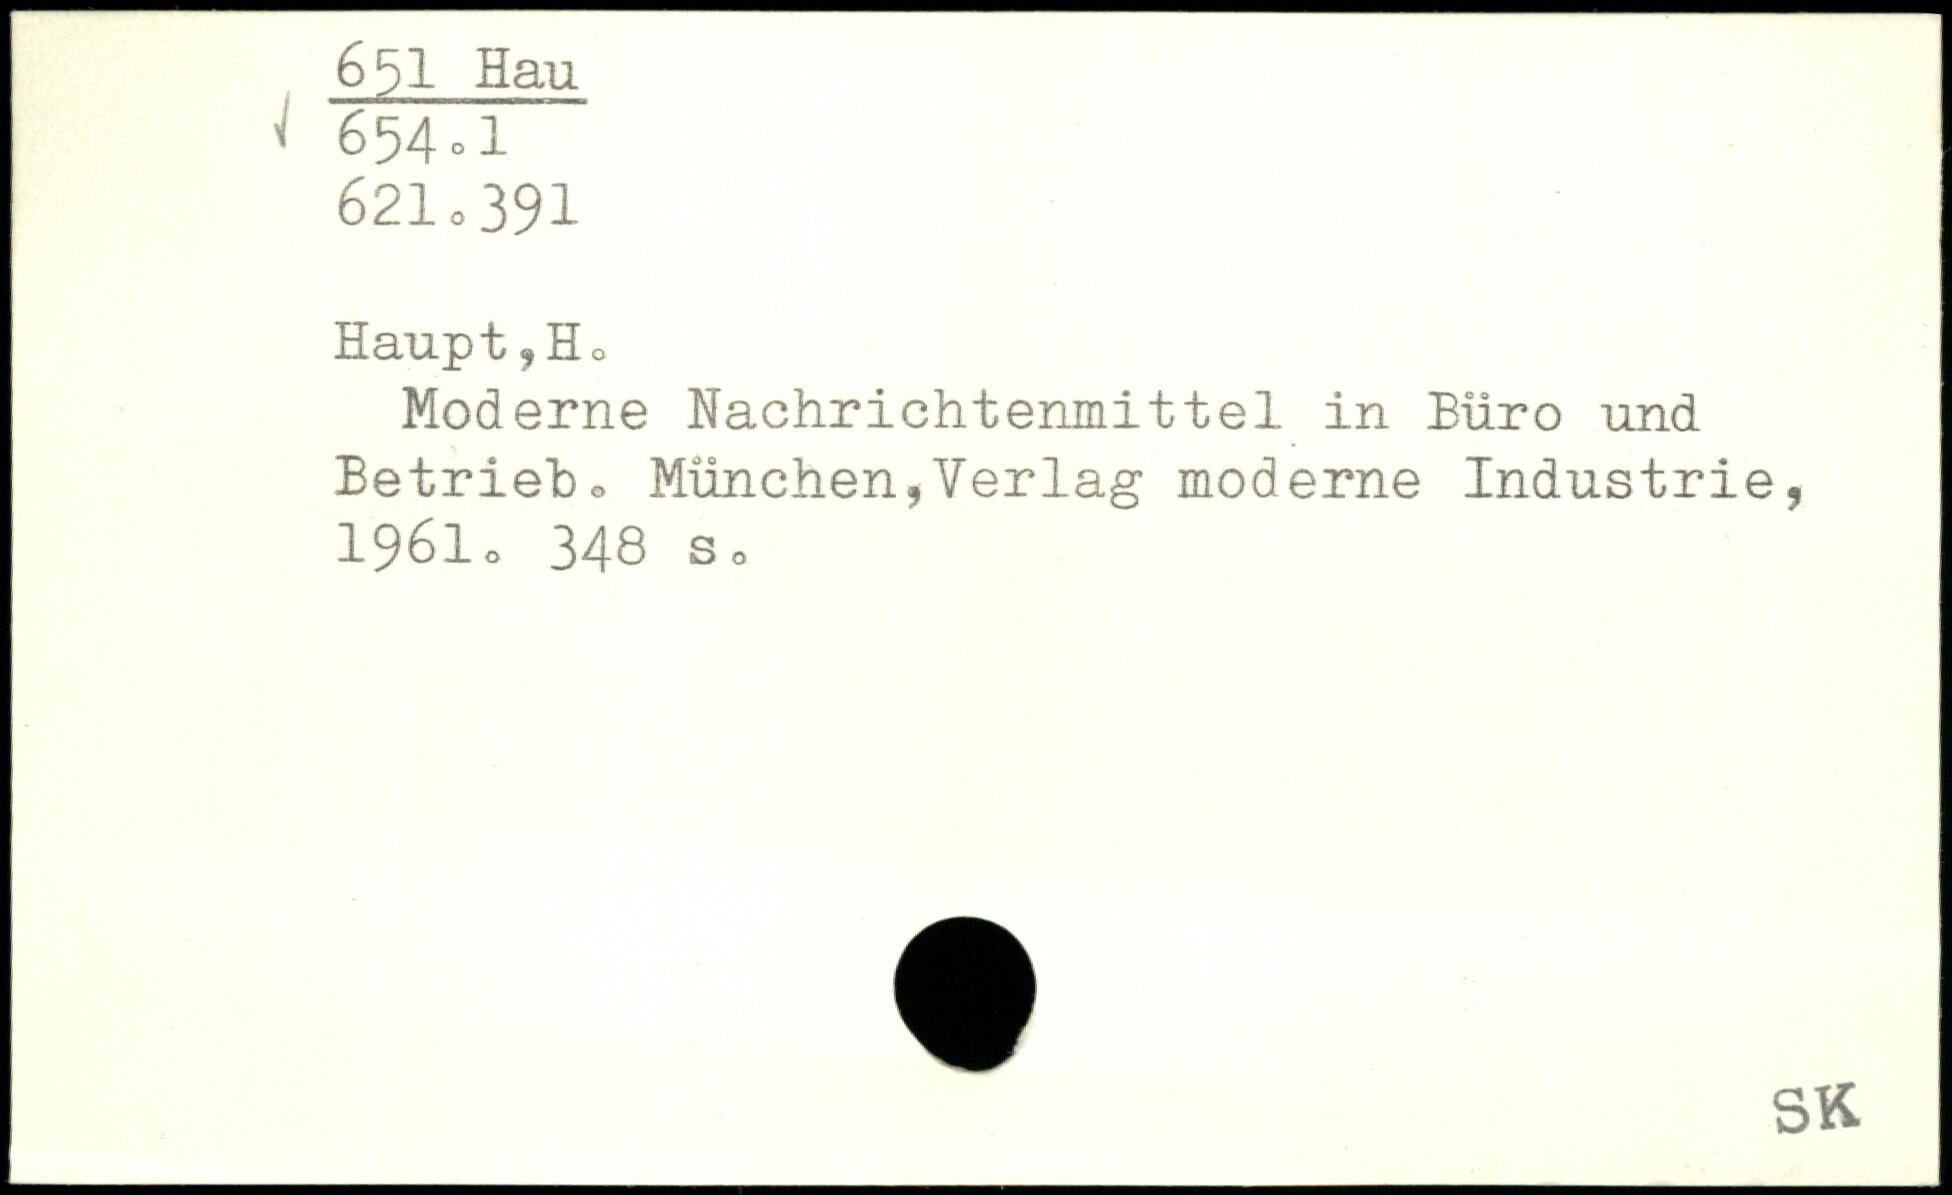 651 Hau
654.1
621.391
Haupt,H.
Moderne Nachrichtenmittel in Büro und
Betrieb. München,Verlag moderne Industrie,
1961. 348 s.
SK